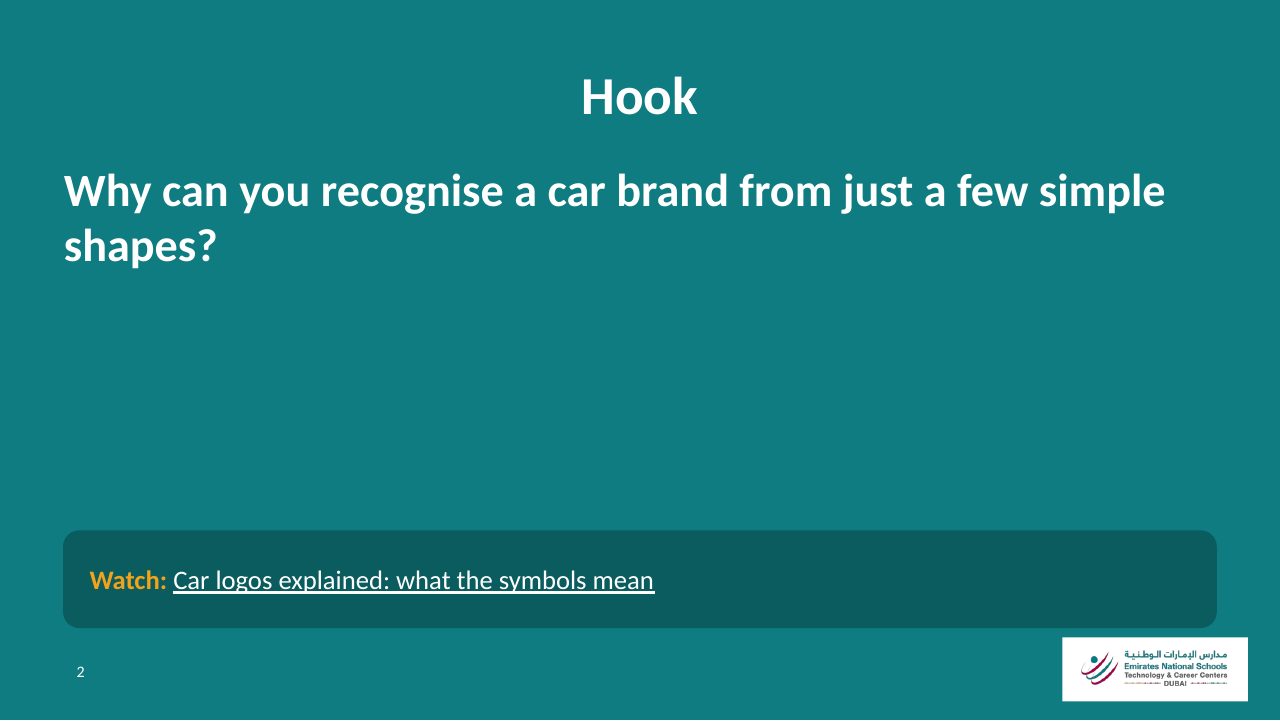 Hook
Why can you recognise a car brand from just a few simple
shapes?
Watch: Car logos explained: what the symbols mean
2
مدارس الإمارات الوطنية
Emirates National Schools
Technology & Career Centers
DUBAI